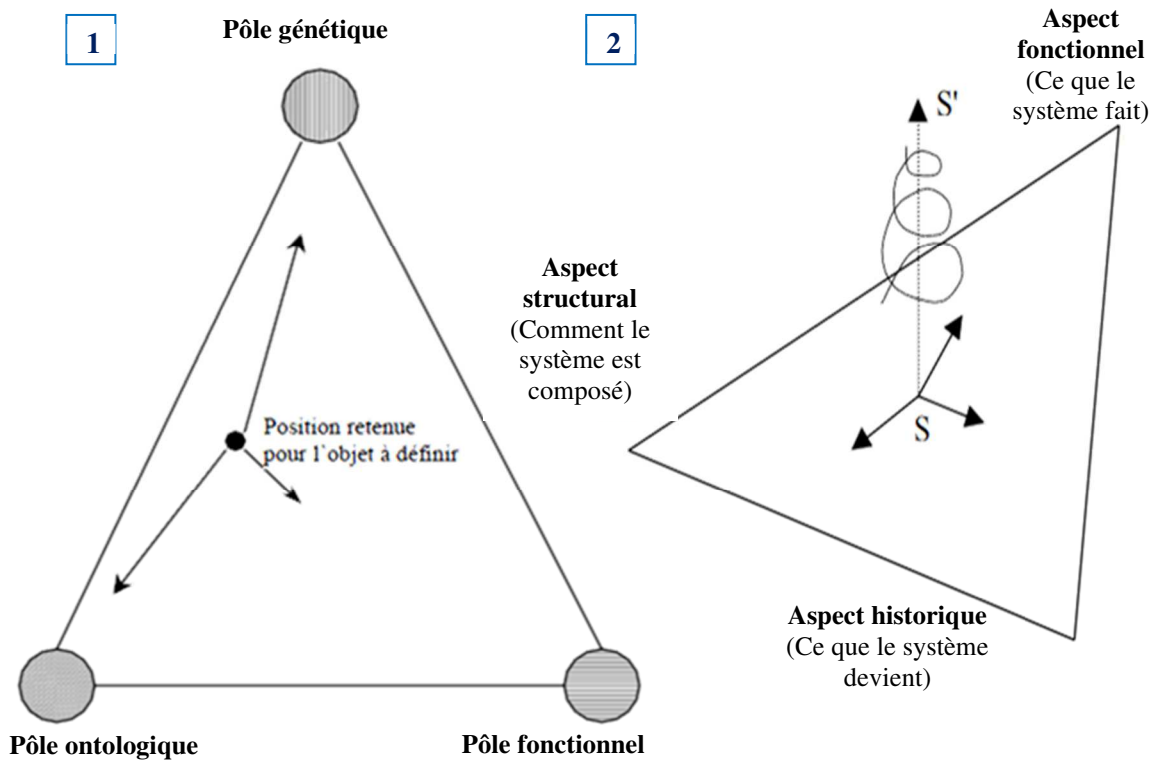 1
Pôle génétique
Position retenue
pour l'objet à définir
Pôle ontologique
Pôle fonctionnel
2
Aspect
fonctionnel
(Ce que le
système fait)
S'
Aspect
structural
(Comment le
système est
composé)
S
Aspect historique
(Ce que le système
devient)